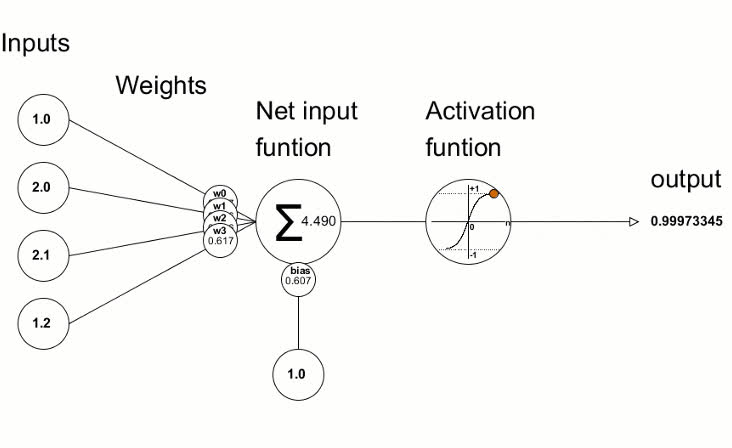 Inputs
Weights
Net input
funtion
Activation
funtion
output
1.0
2.0
2.1
1.2
w0
w1
w2
w3
0.617
Σ 4.490
bias
0.607
1.0
+1
0
n
-1
0.99973345